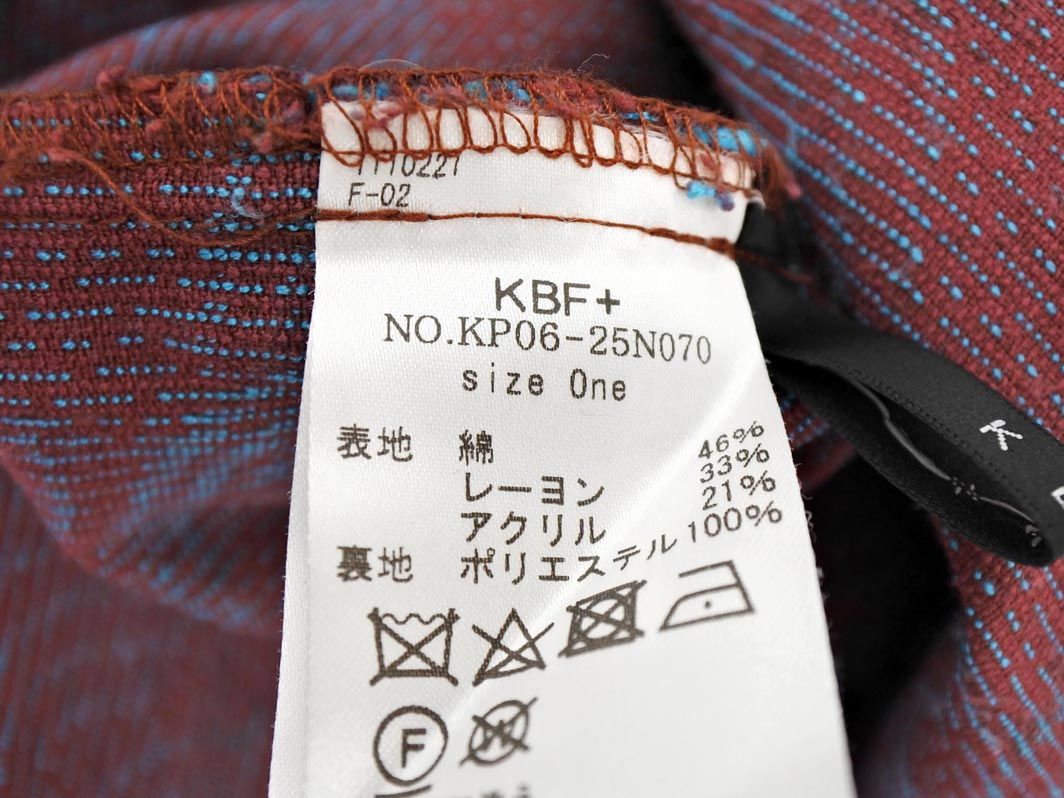 1110221
F-02
KBF+
NO.KP06-25N070
size One
表地 綿 46%
レーヨン 33%
アクリル 21%
裏地 ポリエステル 100%
F
W
K